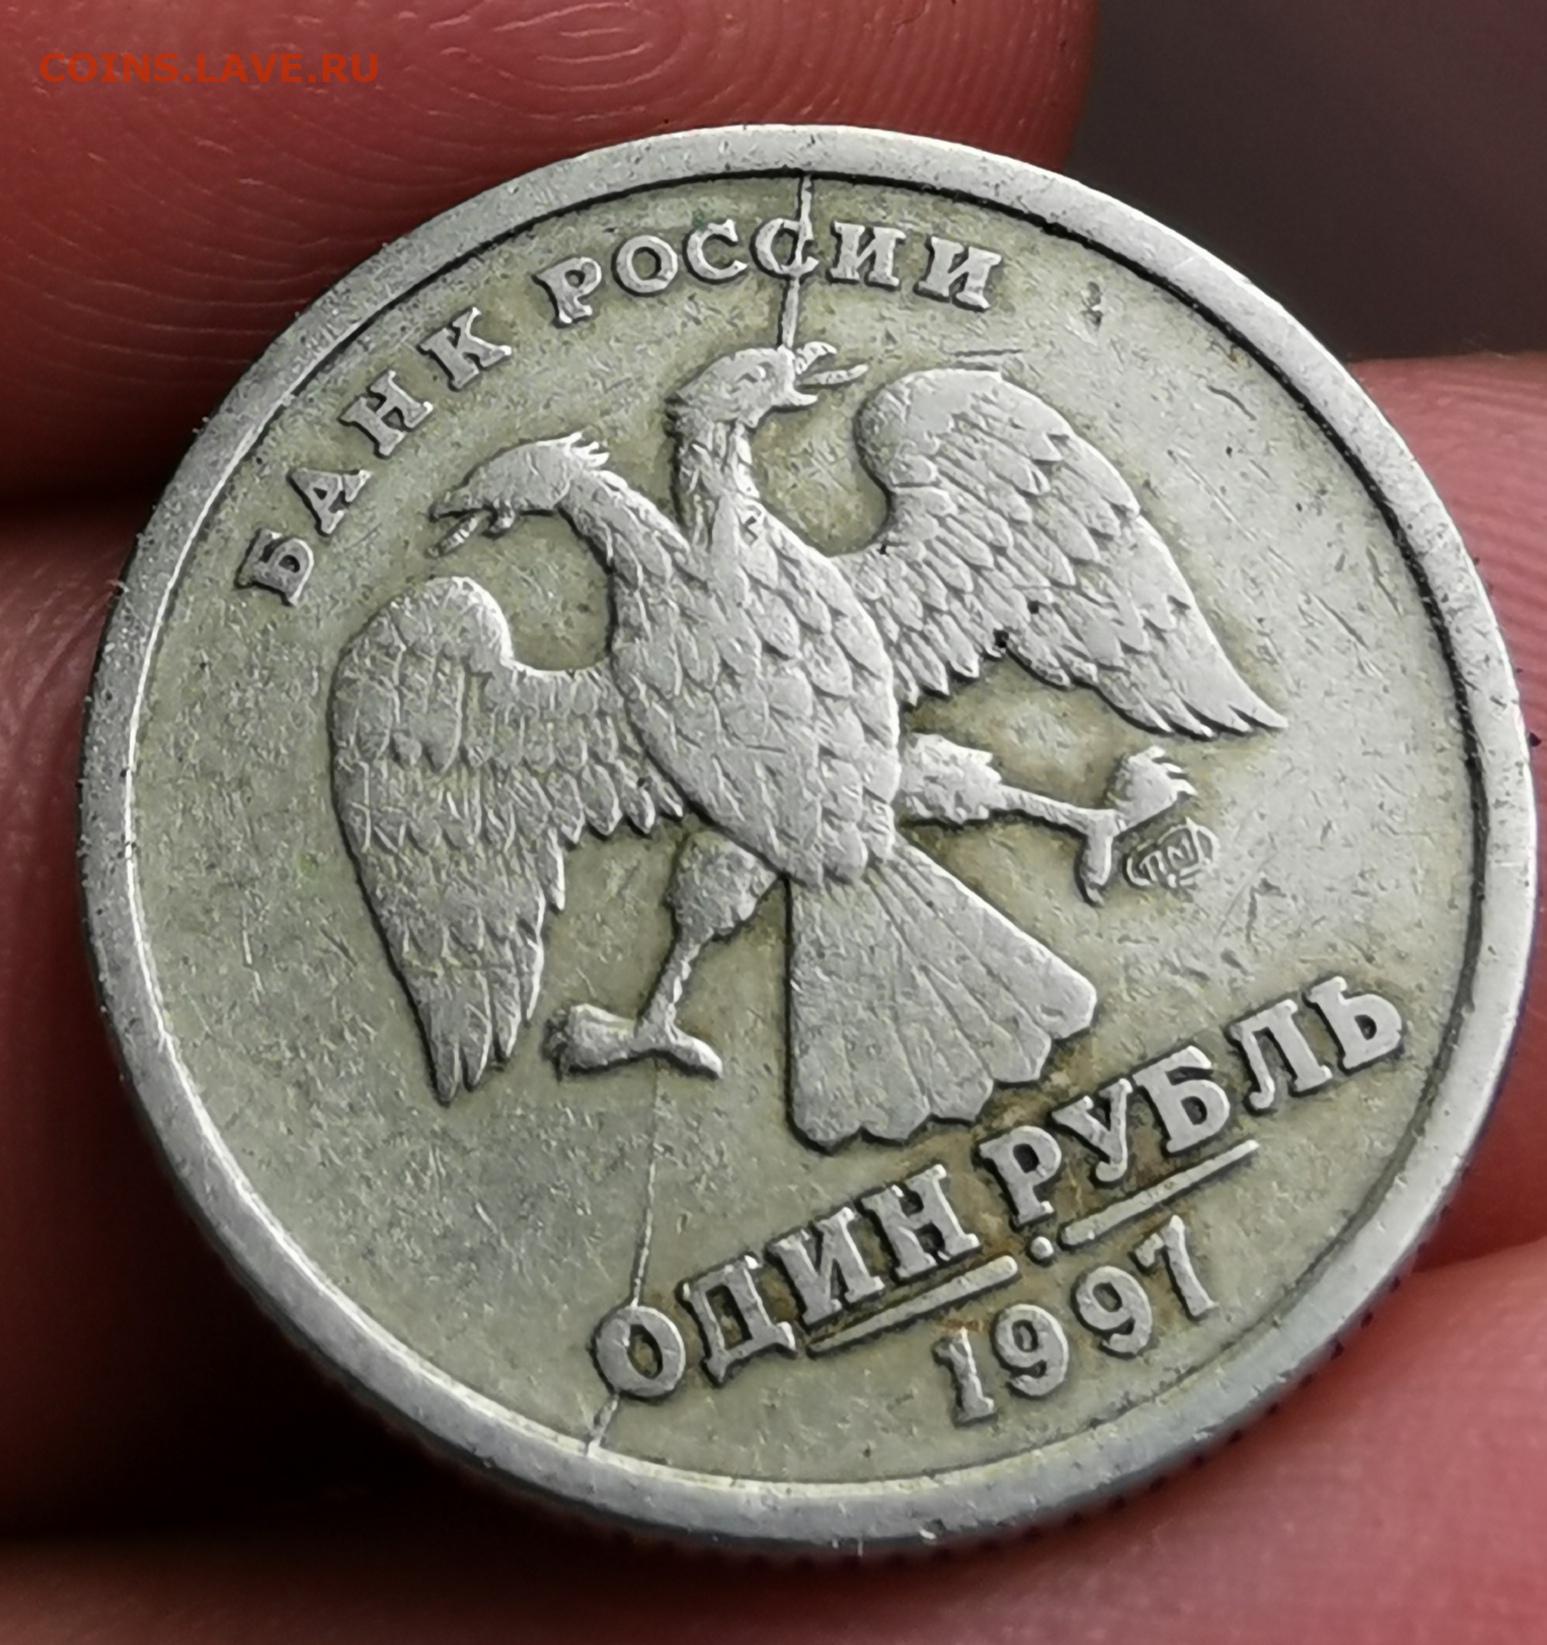 COINS.LAVE.RU
БАНК РОССИИ
ОДИН РУБЛЬ
1997